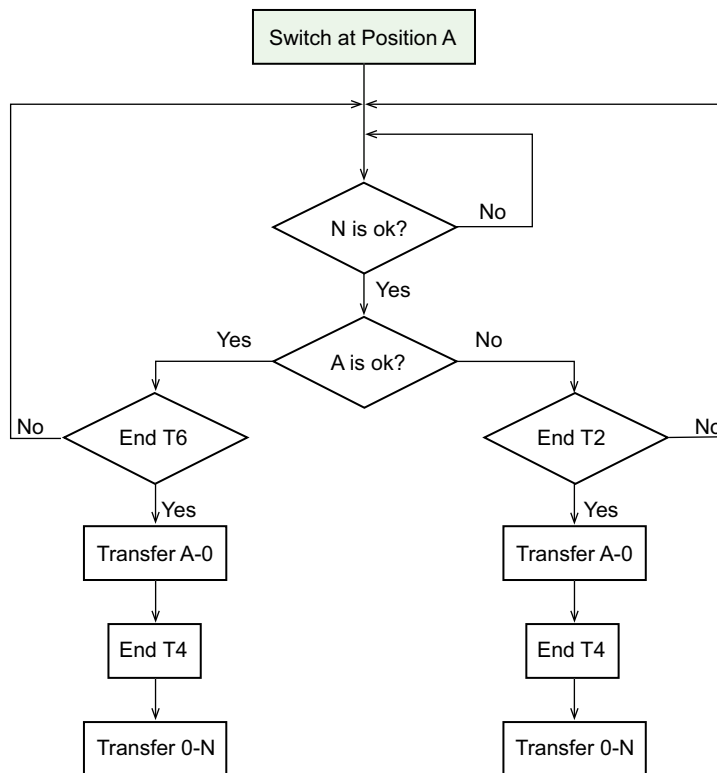 Switch at Position A
N is ok?
No
Yes
Yes
A is ok?
No
No
End T6
End T2
No
Yes
Yes
Transfer A-0
Transfer A-0
End T4
End T4
Transfer 0-N
Transfer 0-N